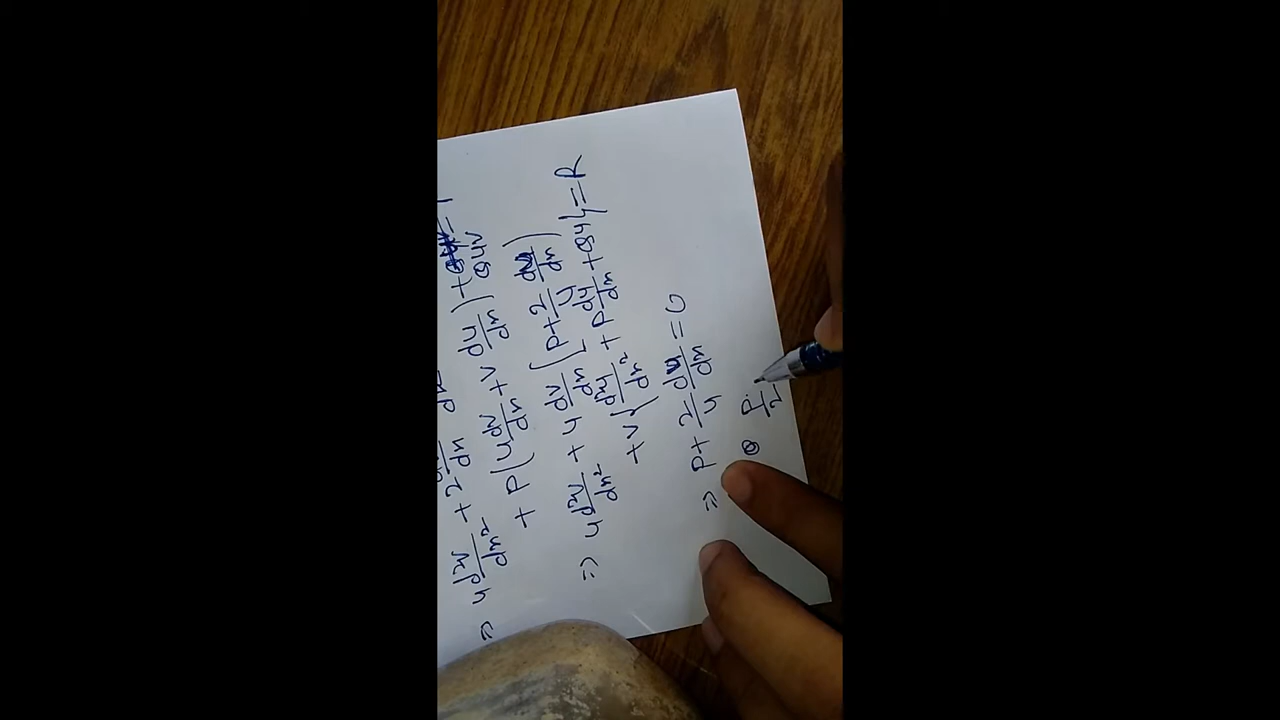 ⇒ u d²v/dx² + 2 du/dx
+ P(u dv/dx + v du/dx) + Quv
⇒ u d²v/dx² + u dv/dx {P + 2/u du/dx}
+ v{d²u/dx² + P du/dx + Qu} = R
⇒ P + 2/u du/dx = 0
P/2